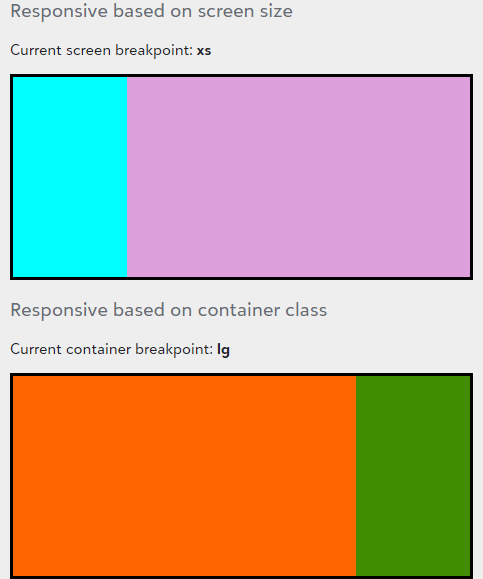 Responsive based on screen size
Current screen breakpoint: xs
Responsive based on container class
Current container breakpoint: lg